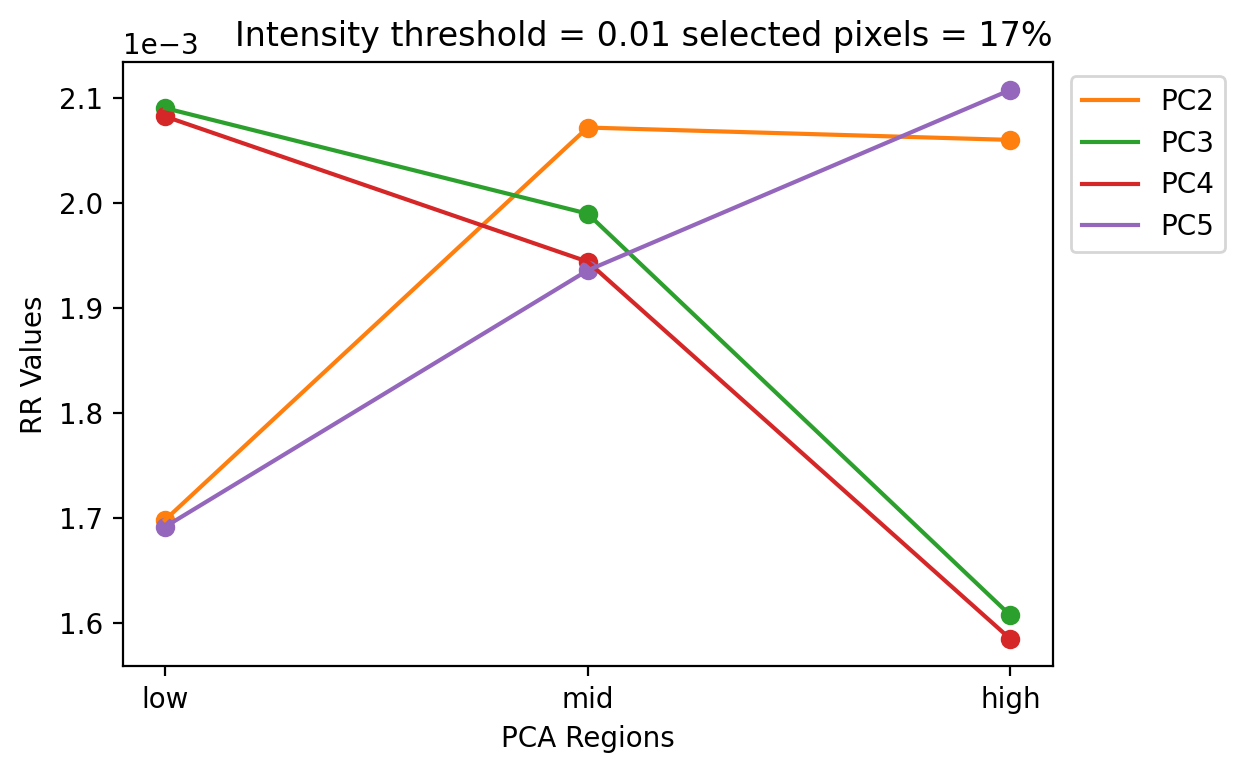 Intensity threshold = 0.01 selected pixels = 17%
1e−3
2.1
2.0
1.9
1.8
1.7
1.6
RR Values
low
mid
high
PCA Regions
PC2
PC3
PC4
PC5